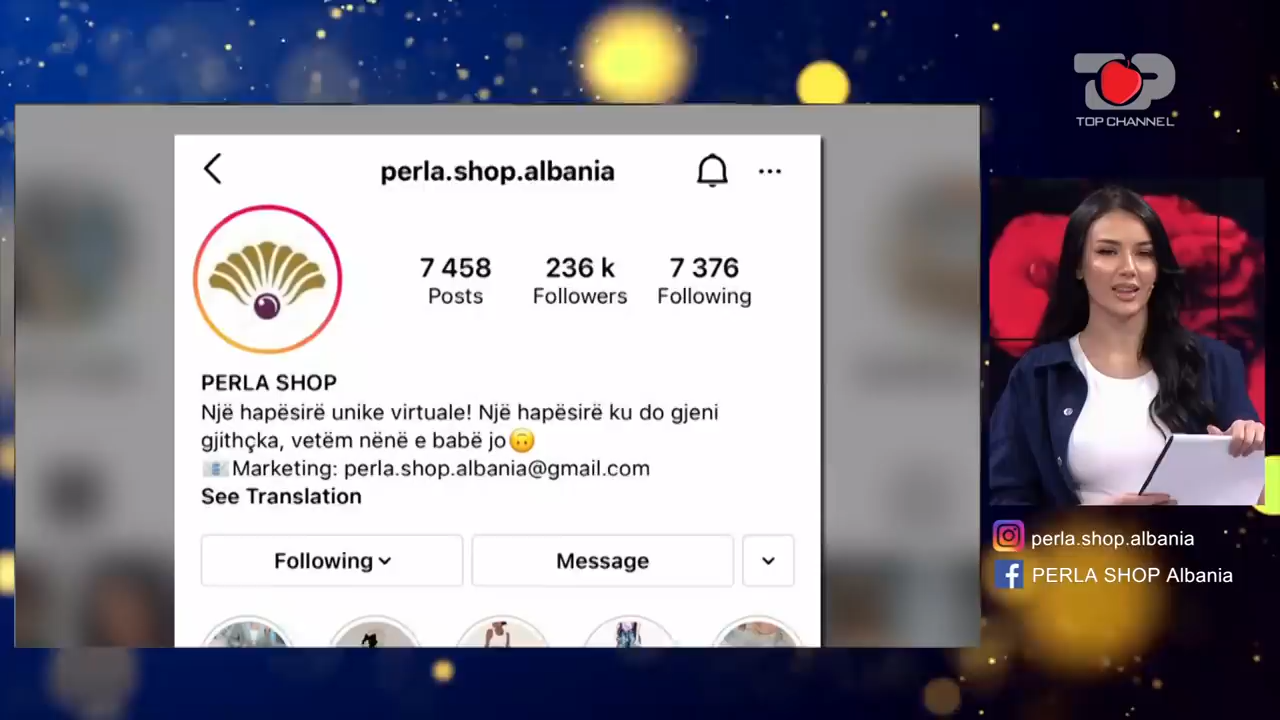 TOP CHANNEL
perla.shop.albania
7 458
Posts
236 k
Followers
7 376
Following
PERLA SHOP
Një hapësirë unike virtuale! Një hapësirë ku do gjeni
gjithçka, vetëm nënë e babë jo🙃
📧Marketing: perla.shop.albania@gmail.com
See Translation
Following
Message
perla.shop.albania
PERLA SHOP Albania